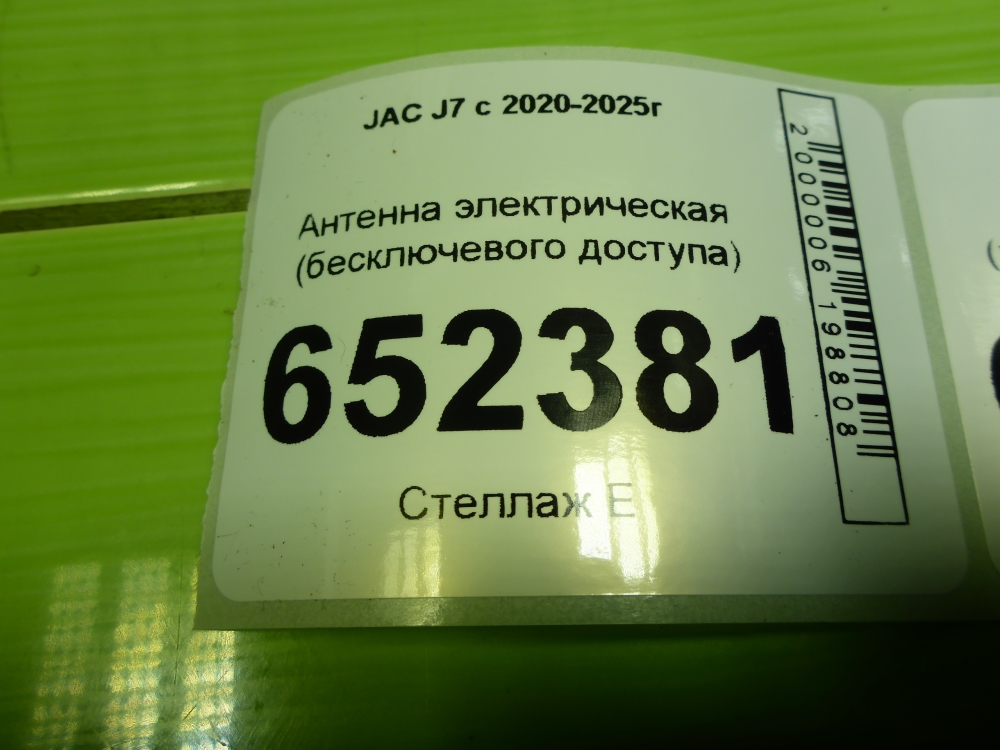 JAC J7 с 2020-2025г
Антенна электрическая
(бесключевого доступа)
652381
Стеллаж Е
2000006198808